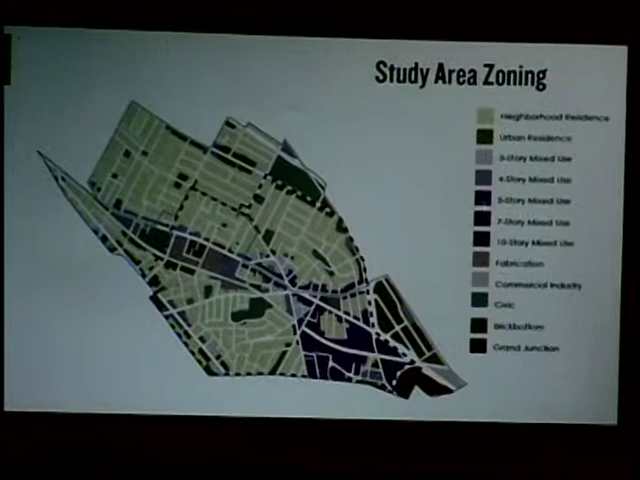 Study Area Zoning
Neighborhood Residence
Urban Residence
3-Story Mixed Use
4-Story Mixed Use
5-Story Mixed Use
7-Story Mixed Use
10-Story Mixed Use
Fabrication
Commercial Industry
Civic
Brickbottom
Grand Junction